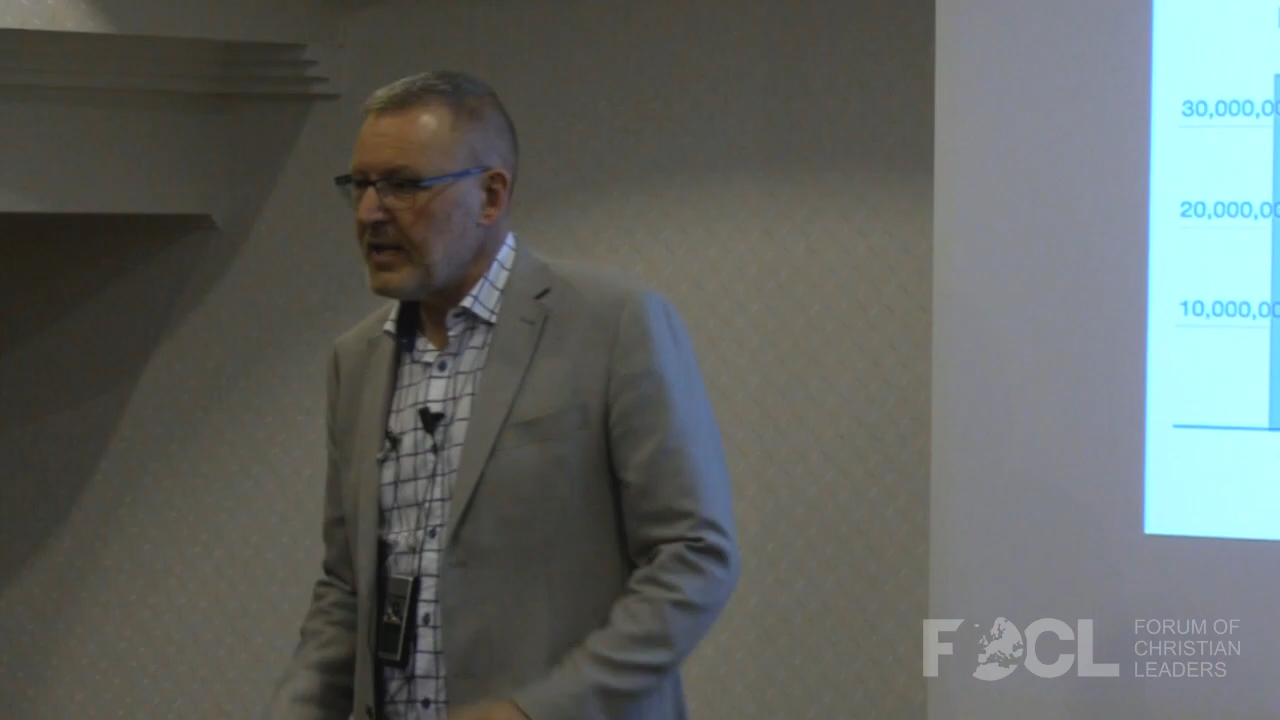 30,000,00
20,000,00
10,000,00
FOCL
FORUM OF
CHRISTIAN
LEADERS